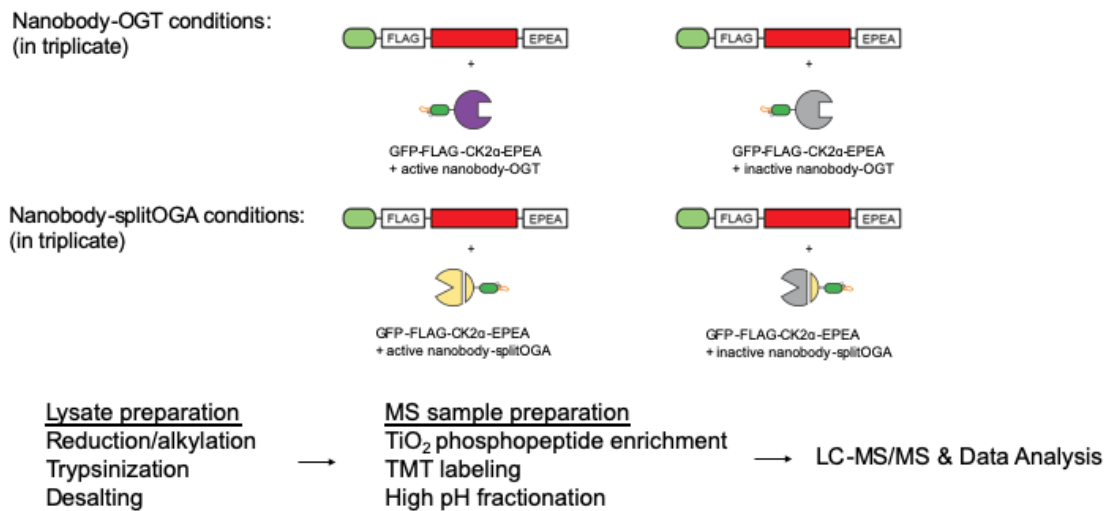 Nanobody-OGT conditions:
(in triplicate)
FLAG EPEA
+
GFP-FLAG-CK2α-EPEA
+ active nanobody-OGT
FLAG EPEA
+
GFP-FLAG-CK2α-EPEA
+ inactive nanobody-OGT
Nanobody-splitOGA conditions:
(in triplicate)
FLAG EPEA
+
GFP-FLAG-CK2α-EPEA
+ active nanobody-splitOGA
FLAG EPEA
+
GFP-FLAG-CK2α-EPEA
+ inactive nanobody-splitOGA
Lysate preparation
Reduction/alkylation
Trypsinization
Desalting
MS sample preparation
TiO₂ phosphopeptide enrichment
TMT labeling
High pH fractionation
LC-MS/MS & Data Analysis